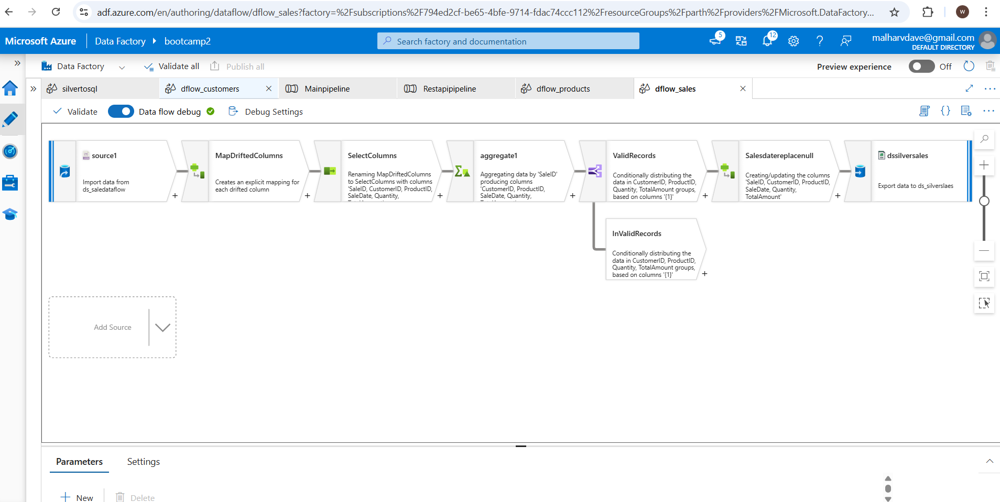 adf.azure.com/en/authoring/dataflow/dflow_sales?factory=%2Fsubscriptions%2F794ed2cf-be65-4bfe-9714-fdac74ccc112%2FresourceGroups%2Fparth%2Fproviders%2FMicrosoft.DataFactory...
W
Microsoft Azure
Data Factory
bootcamp2
Search factory and documentation
5
12
malharvdave@gmail.com
DEFAULT DIRECTORY
Data Factory
Validate all
Publish all
Preview experience
Off
silvertosql
dflow_customers
Mainpipeline
Restapipipeline
dflow_products
dflow_sales
Validate
Data flow debug
Debug Settings
source1
Import data from
ds_saledataflow
MapDriftedColumns
Creates an explicit mapping for
each drifted column
SelectColumns
Renaming MapDriftedColumns
to SelectColumns with columns
'SaleID, CustomerID, ProductID,
SaleDate, Quantity,
aggregate1
Aggregating data by 'SaleID'
producing columns
'CustomerID, ProductID,
SaleDate, Quantity,
ValidRecords
Conditionally distributing the
data in CustomerID, ProductID,
Quantity, TotalAmount groups,
based on columns '{1}'
Salesdatereplacenull
Creating/updating the columns
'SaleID, CustomerID, ProductID,
SaleDate, Quantity,
TotalAmount'
dssilversales
Export data to ds_silverslaes
InValidRecords
Conditionally distributing the
data in CustomerID, ProductID,
Quantity, TotalAmount groups,
based on columns '{1}'
Add Source
Parameters
Settings
New
Delete